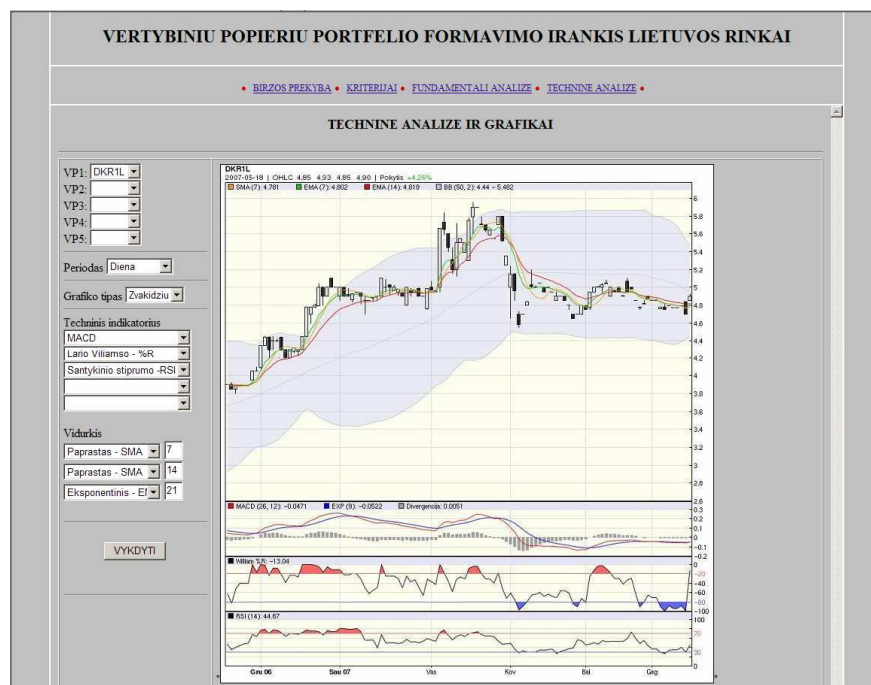 VERTYBINIU POPIERIU PORTFELIO FORMAVIMO IRANKIS LIETUVOS RINKAI
• BIRZOS PREKYBA • KRITERIJAI • FUNDAMENTALI ANALIZE • TECHNINE ANALIZE •
TECHNINE ANALIZE IR GRAFIKAI
VP1: DKR1L
VP2:
VP3:
VP4:
VP5:
Periodas Diena
Grafiko tipas Zvakidziu
Techninis indikatorius
MACD
Lario Viliamso - %R
Santykinio stiprumo -RSI
Vidurkis
Paprastas - SMA 7
Paprastas - SMA 14
Eksponentinis - E 21
VYKDYTI
DKR1L
2007-05-18 | OHLC 4,85 4,93 4,85 4,90 | Pokytis +4.26%
SMA (7): 4.781 EMA (7): 4.802 EMA (14): 4.819 BB (50, 2): 4.44 - 5.482
6
5.8
5.6
5.4
5.2
5
4.8
4.6
4.4
4.2
4
3.8
3.6
3.4
3.2
3
2.8
2.6
MACD (26, 12): -0.0471 EXP (9): -0.0522 Divergencija: 0.0051
0.3
0.2
0.1
0
-0.1
-0.2
William %R: -13.04
0
-20
-40
-60
-80
-100
RSI (14): 44.67
100
70
50
30
0
Gru 06 Sau 07 Vas Kov Bal Geg